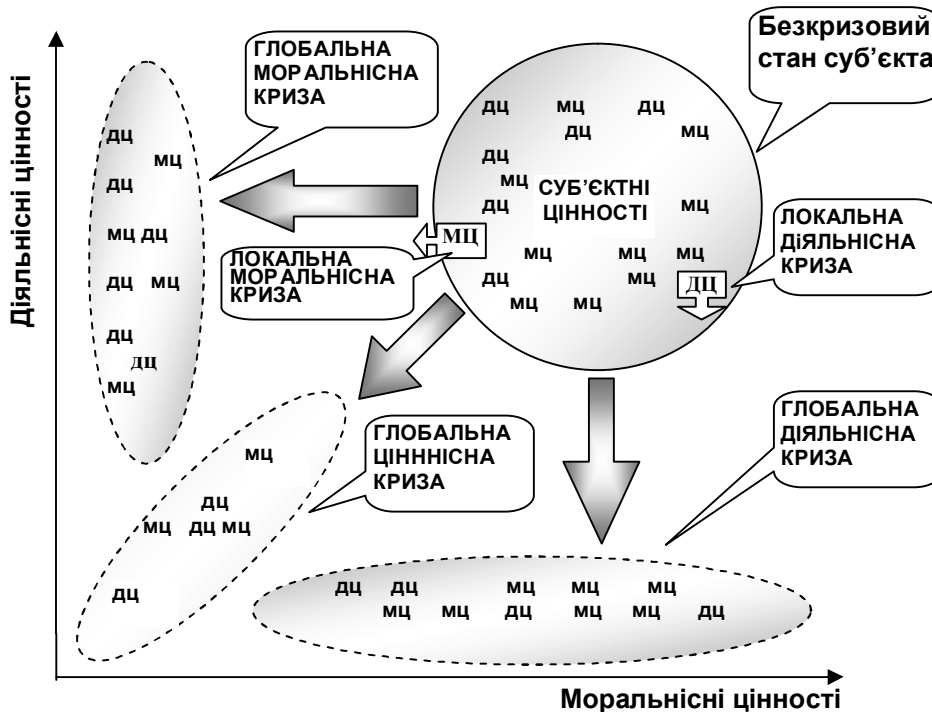 Діяльнісні цінності
ГЛОБАЛЬНА
МОРАЛЬНІСНА
КРИЗА
Безкризовий
стан суб’єкта
дц
мц
дц
мц
дц
мц дц
дц мц
дц
дц
мц
дц мц дц
дц мц
дц
мц
дц мц
СУБ’ЄКТНІ
ЦІННОСТІ
мц мц мц
дц мц
мц мц
МЦ
ДЦ
ЛОКАЛЬНА
МОРАЛЬНІСНА
КРИЗА
ЛОКАЛЬНА
ДІЯЛЬНІСНА
КРИЗА
ГЛОБАЛЬНА
ЦІНННІСНА
КРИЗА
ГЛОБАЛЬНА
ДІЯЛЬНІСНА
КРИЗА
мц
дц
мц дц мц
дц
дц дц мц мц мц
мц мц дц мц мц дц
Моральнісні цінності